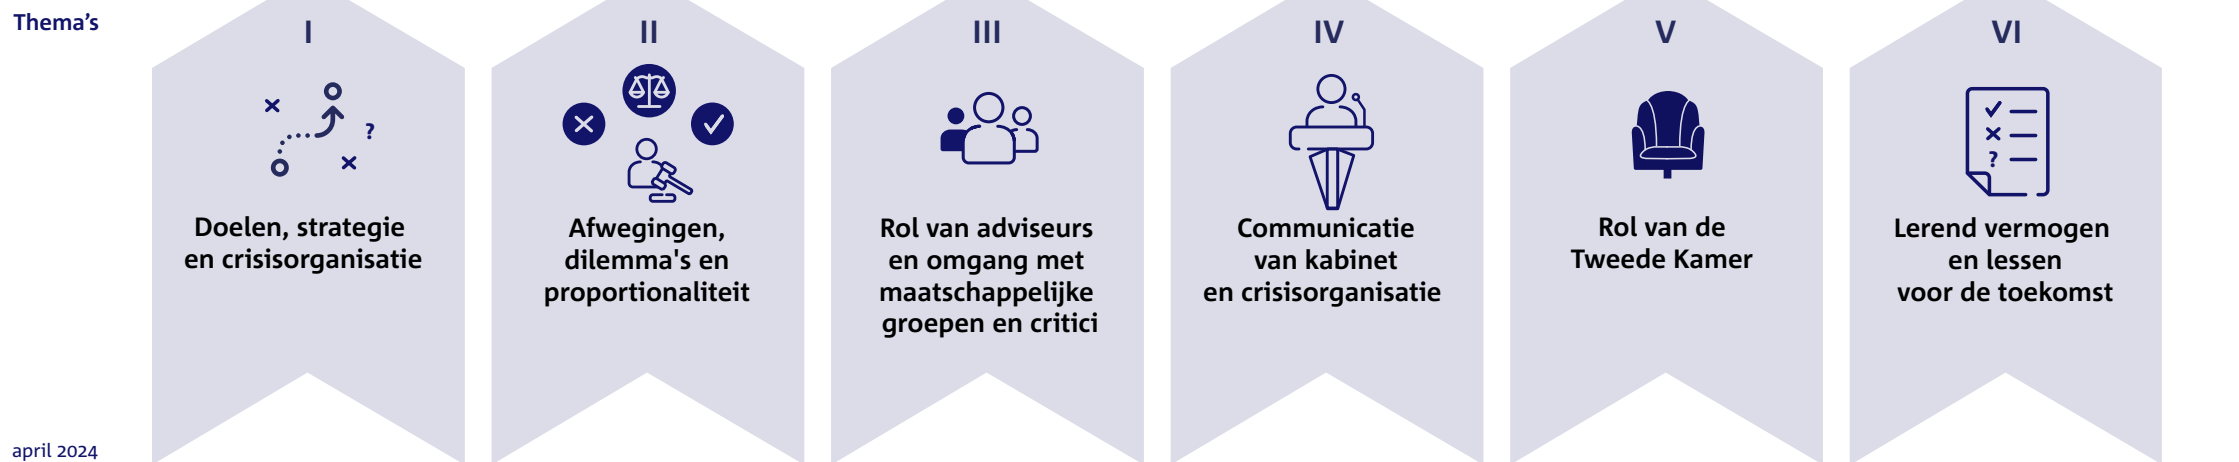 Thema’s
I
Doelen, strategie
en crisisorganisatie
II
Afwegingen,
dilemma's en
proportionaliteit
III
Rol van adviseurs
en omgang met
maatschappelijke
groepen en critici
IV
Communicatie
van kabinet
en crisisorganisatie
V
Rol van de
Tweede Kamer
VI
Lerend vermogen
en lessen
voor de toekomst
april 2024